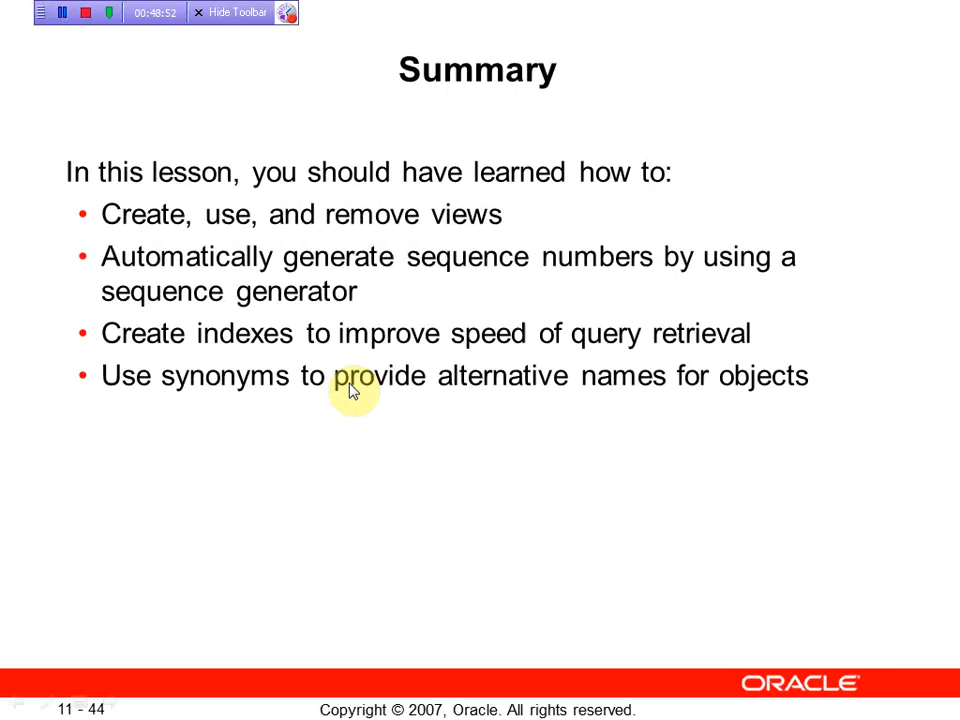 00:48:52 × Hide Toolbar
Summary
In this lesson, you should have learned how to:
• Create, use, and remove views
• Automatically generate sequence numbers by using a
sequence generator
• Create indexes to improve speed of query retrieval
• Use synonyms to provide alternative names for objects
ORACLE
11 - 44
Copyright © 2007, Oracle. All rights reserved.